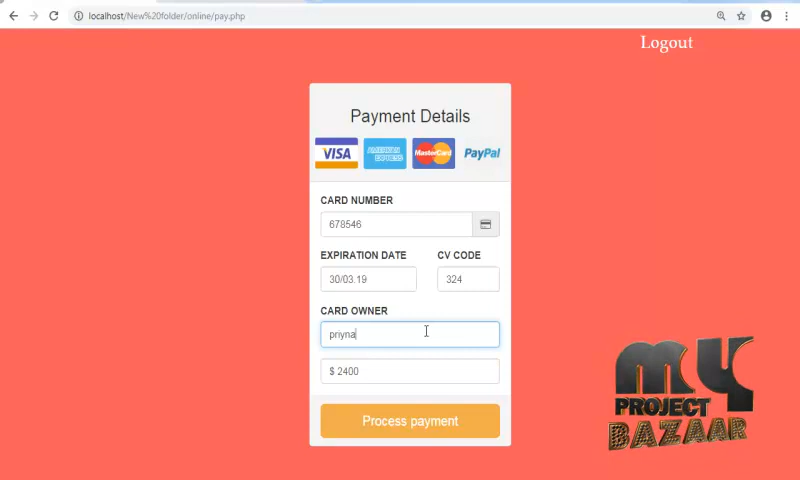 localhost/New%20folder/online/pay.php
Logout
Payment Details
VISA
AMERICAN EXPRESS
MasterCard
PayPal
CARD NUMBER
678546
EXPIRATION DATE
CV CODE
30/03.19
324
CARD OWNER
priyna
$ 2400
Process payment
MY
PROJECT
BAZAAR